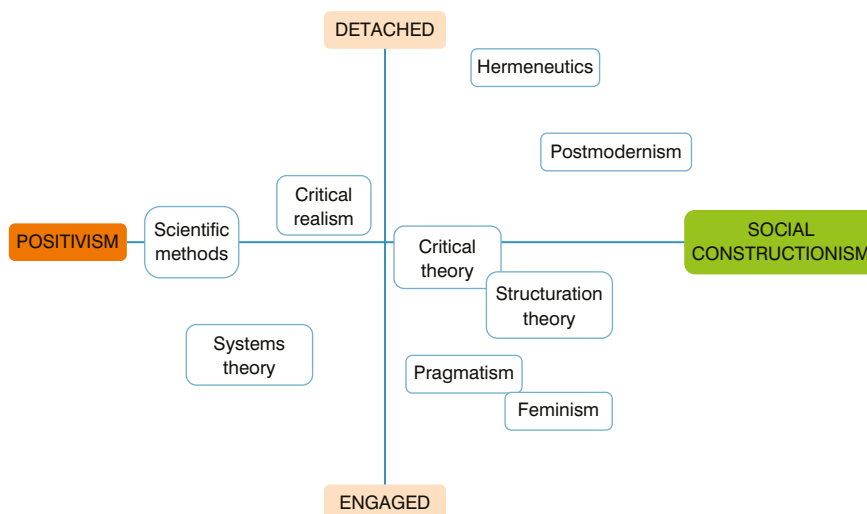 DETACHED
Hermeneutics
Postmodernism
Critical
realism
POSITIVISM
Scientific
methods
Critical
theory
SOCIAL
CONSTRUCTIONISM
Structuration
theory
Systems
theory
Pragmatism
Feminism
ENGAGED